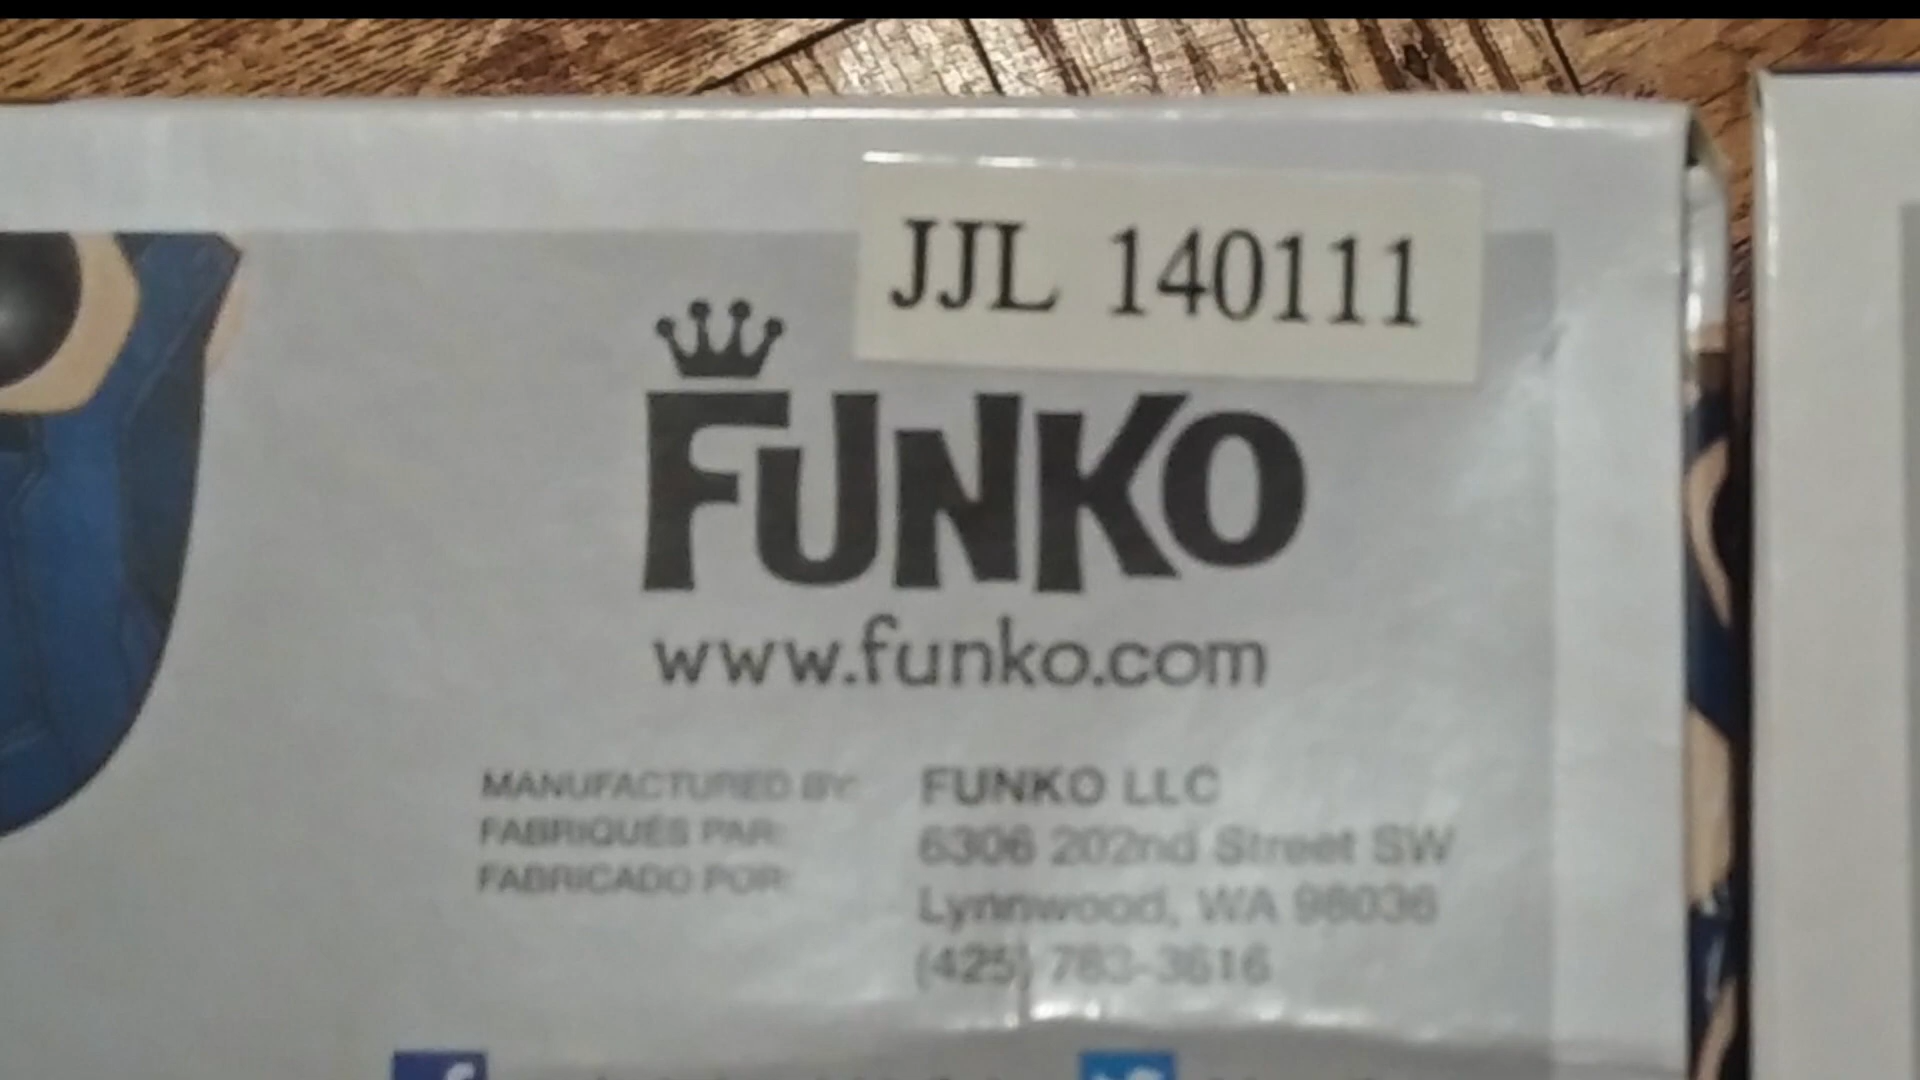 JJL 140111
FUNKO
www.funko.com
MANUFACTURED BY: FUNKO LLC
FABRIQUÉS PAR: 6306 202nd Street SW
FABRICADO POR: Lynnwood, WA 98036
(425) 783-3616